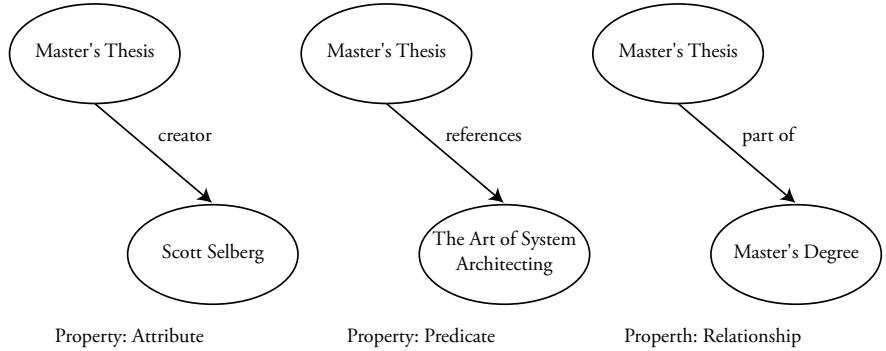 Master's Thesis
creator
Scott Selberg
Property: Attribute
Master's Thesis
references
The Art of System
Architecting
Property: Predicate
Master's Thesis
part of
Master's Degree
Properth: Relationship